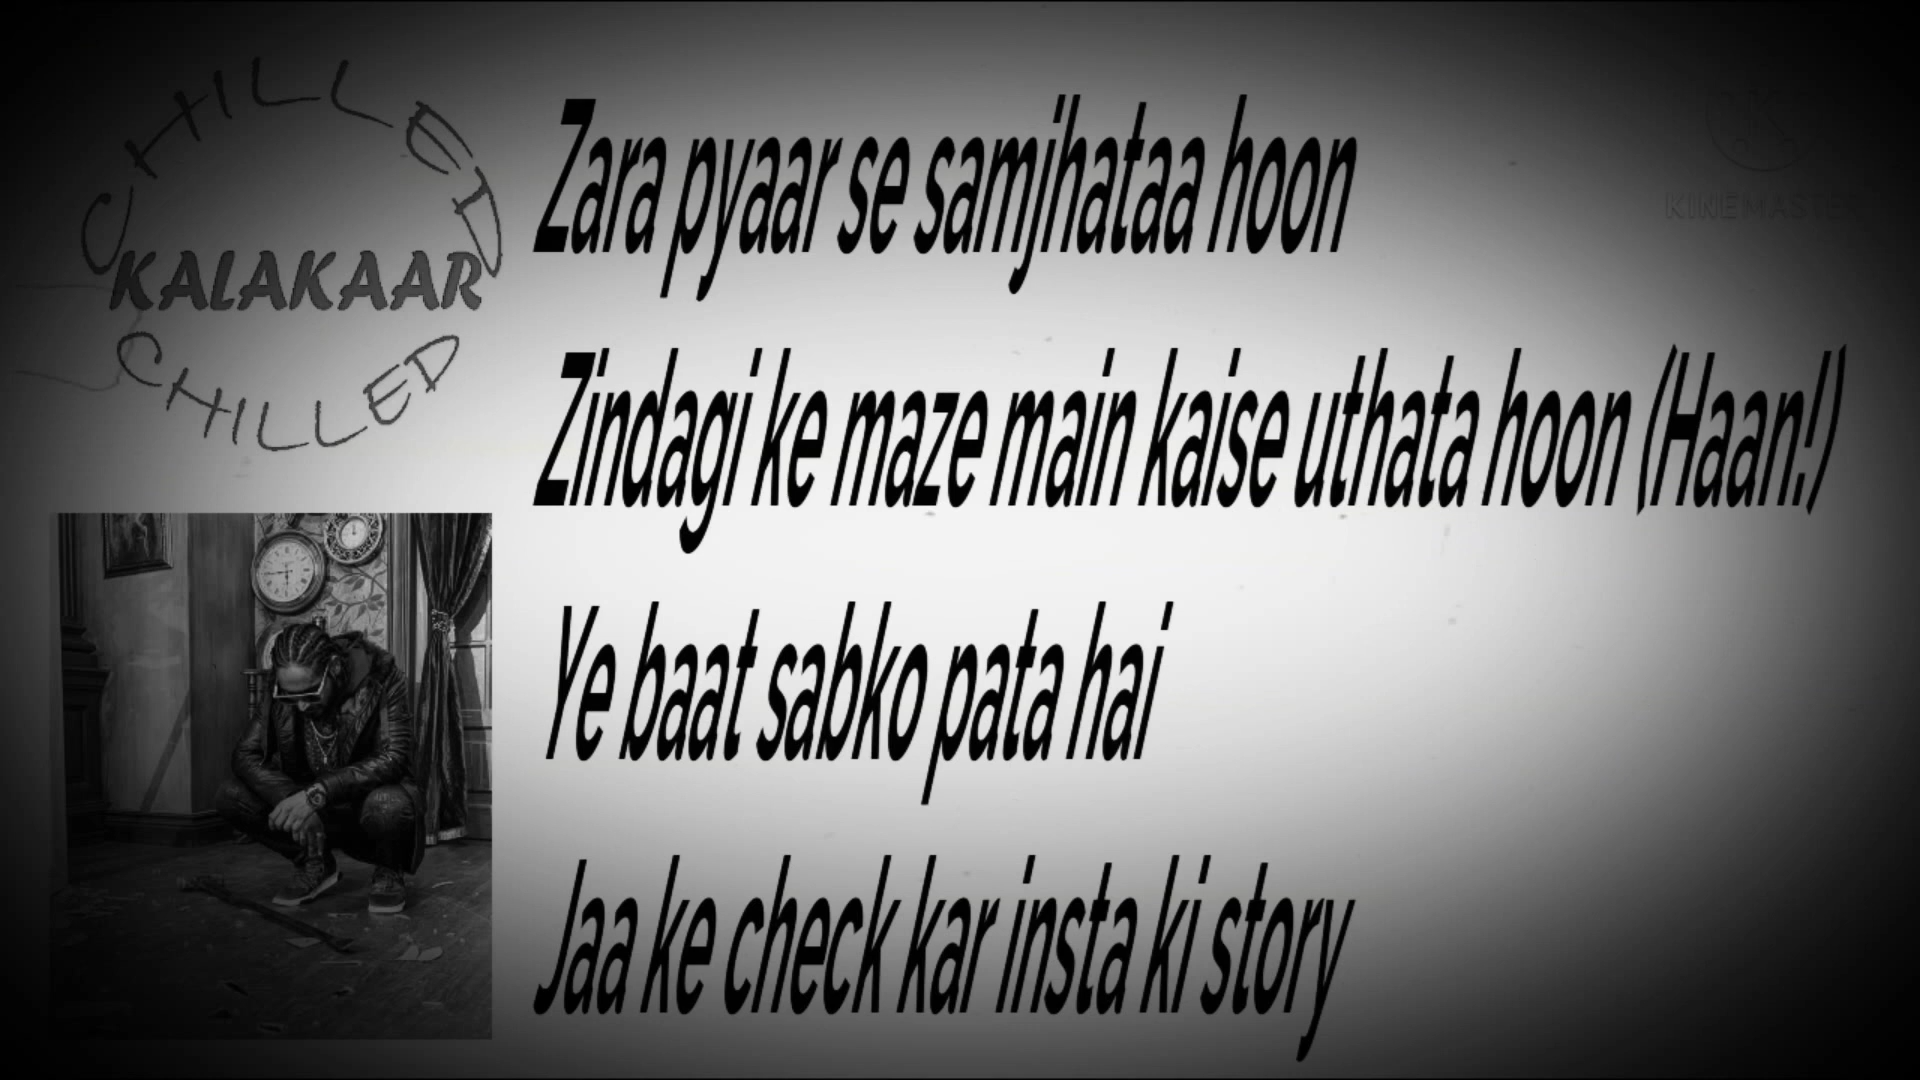 CHILLED
KALAKAAR
CHILLED
KINEMASTER
Zara pyaar se samjhataa hoon
Zindagi ke maze main kaise uthata hoon (Haan!)
Ye baat sabko pata hai
Jaa ke check kar insta ki story